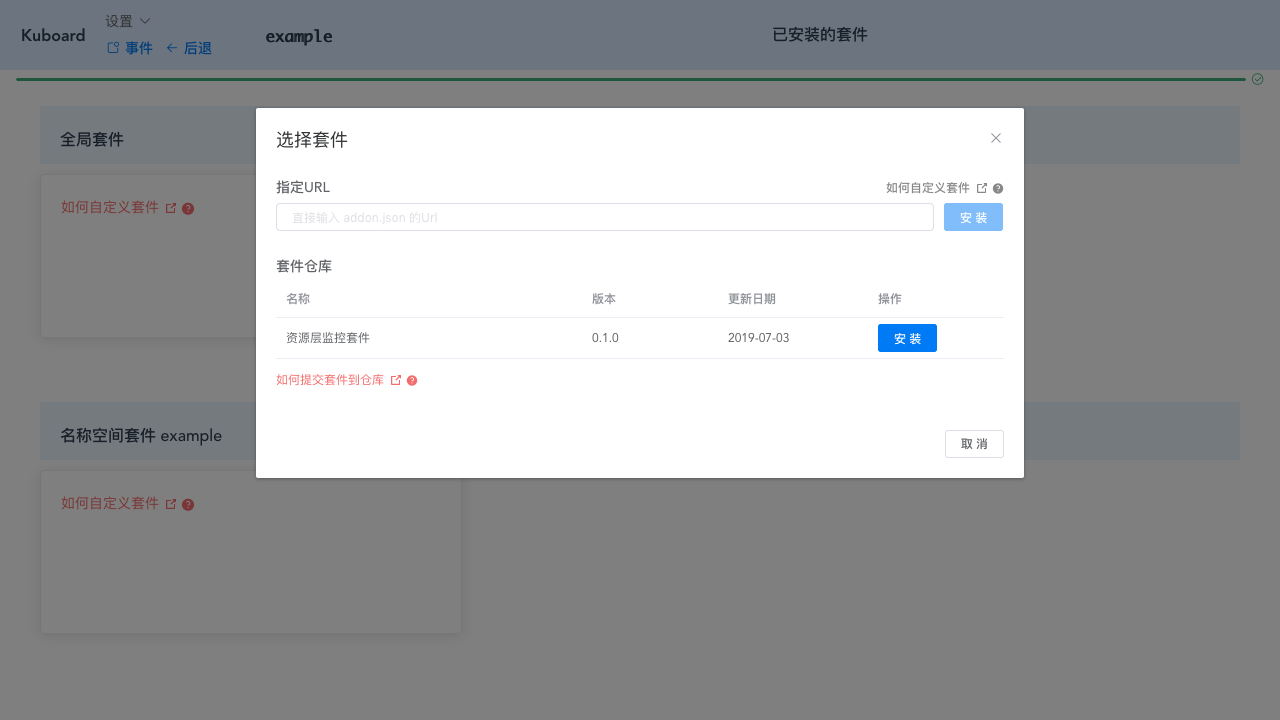 Kuboard
设置
事件 后退
example
已安装的套件
全局套件
如何自定义套件
选择套件
指定URL
如何自定义套件
直接输入 addon.json 的Url
安 装
套件仓库
名称 版本 更新日期 操作
资源层监控套件 0.1.0 2019-07-03 安 装
如何提交套件到仓库
取 消
名称空间套件 example
如何自定义套件